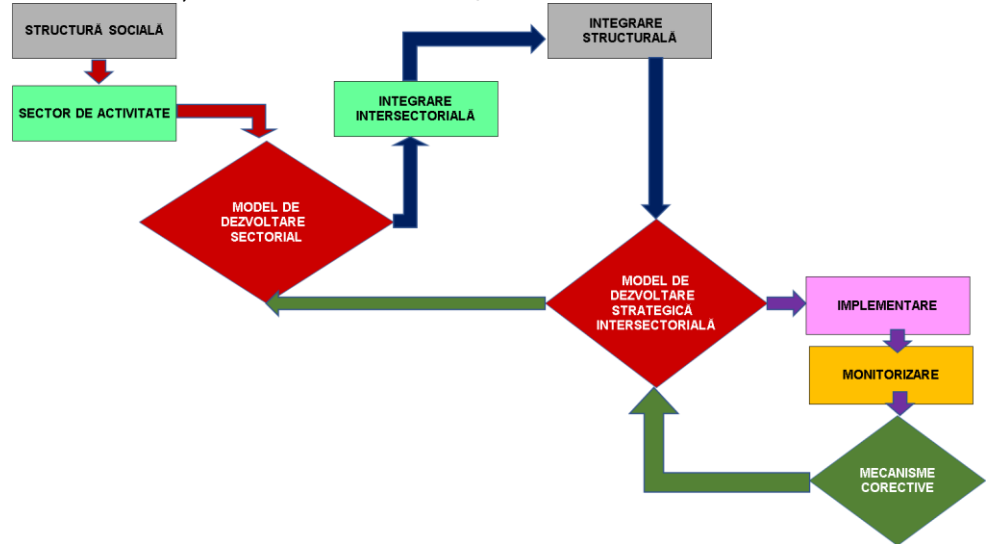 STRUCTURĂ SOCIALĂ
INTEGRARE
STRUCTURALĂ
SECTOR DE ACTIVITATE
INTEGRARE
INTERSECTORIALĂ
MODEL DE
DEZVOLTARE
SECTORIAL
MODEL DE
DEZVOLTARE
STRATEGICĂ
INTERSECTORIALĂ
IMPLEMENTARE
MONITORIZARE
MECANISME
CORECTIVE